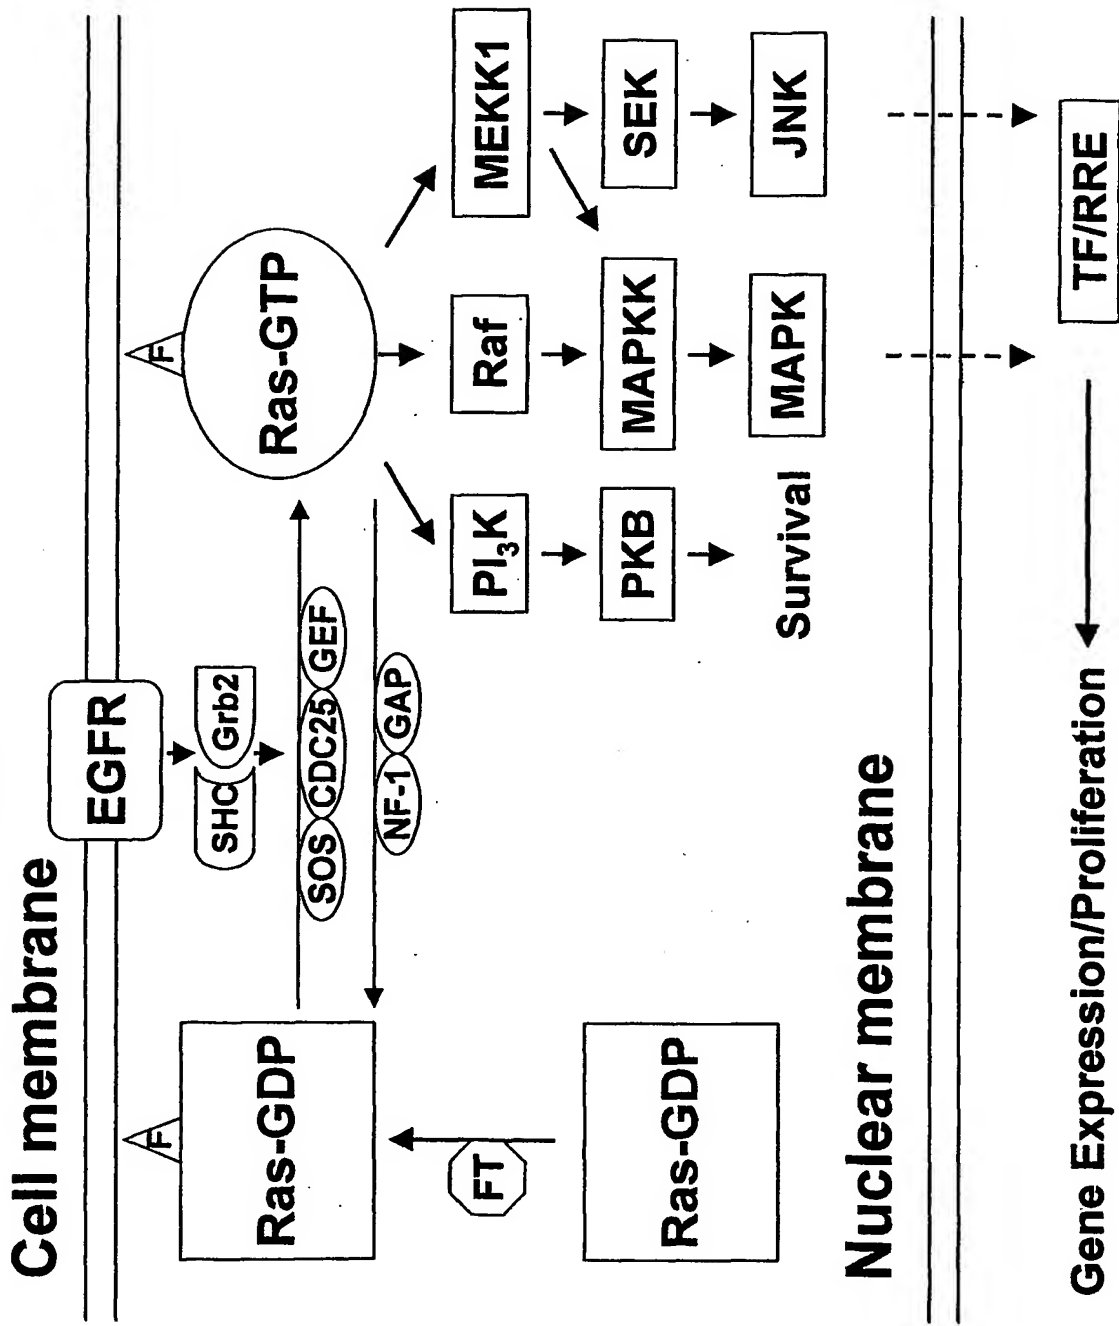 Cell membrane
EGFR
F
F
SHC
Grb2
Ras-GDP
Ras-GTP
SOS
CDC25
GEF
NF-1
GAP
FT
PI₃K
Raf
MEKK1
Ras-GDP
PKB
MAPKK
SEK
Survival
MAPK
JNK
Nuclear membrane
Gene Expression/Proliferation
TF/RRE